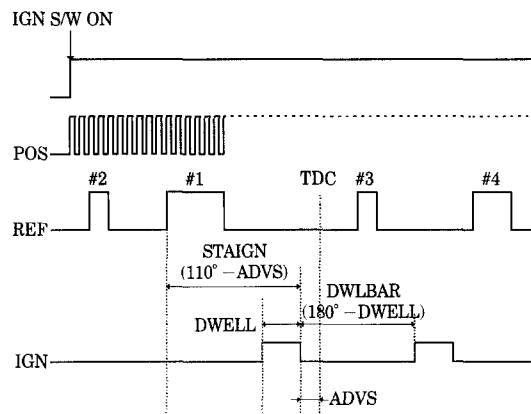 IGN S/W ON
POS
#2 #1 TDC #3 #4
REF
STAIGN
(110° −ADVS)
DWLBAR
(180° −DWELL)
DWELL
IGN
ADVS